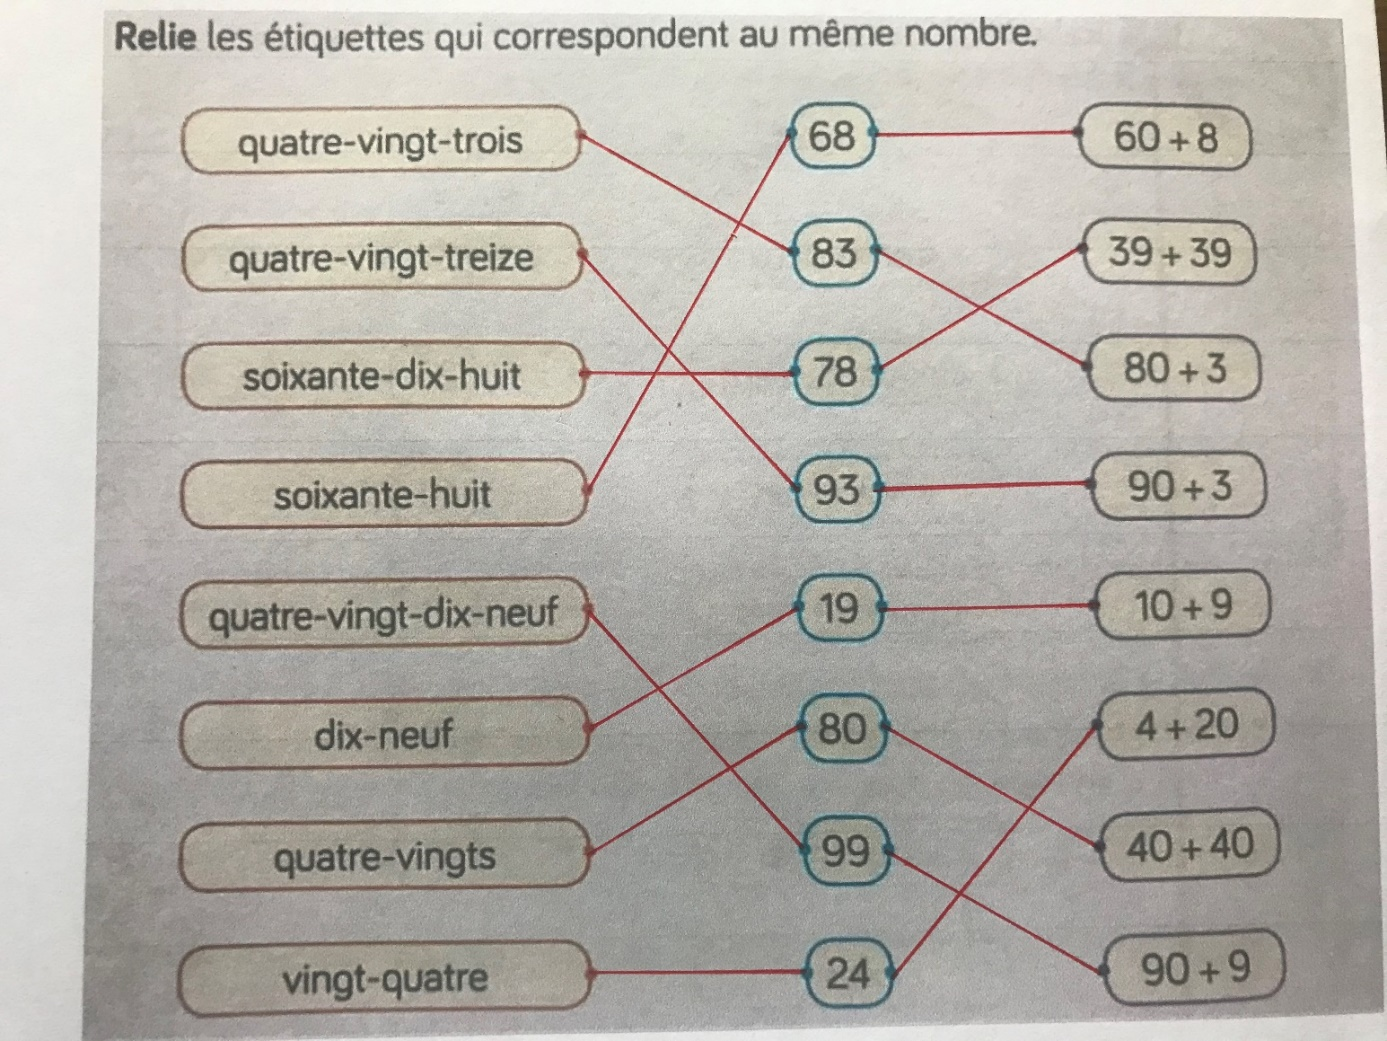 Relie les étiquettes qui correspondent au même nombre.
quatre-vingt-trois 68 60 + 8
quatre-vingt-treize 83 39 + 39
soixante-dix-huit 78 80 + 3
soixante-huit 93 90 + 3
quatre-vingt-dix-neuf 19 10 + 9
dix-neuf 80 4 + 20
quatre-vingts 99 40 + 40
vingt-quatre 24 90 + 9